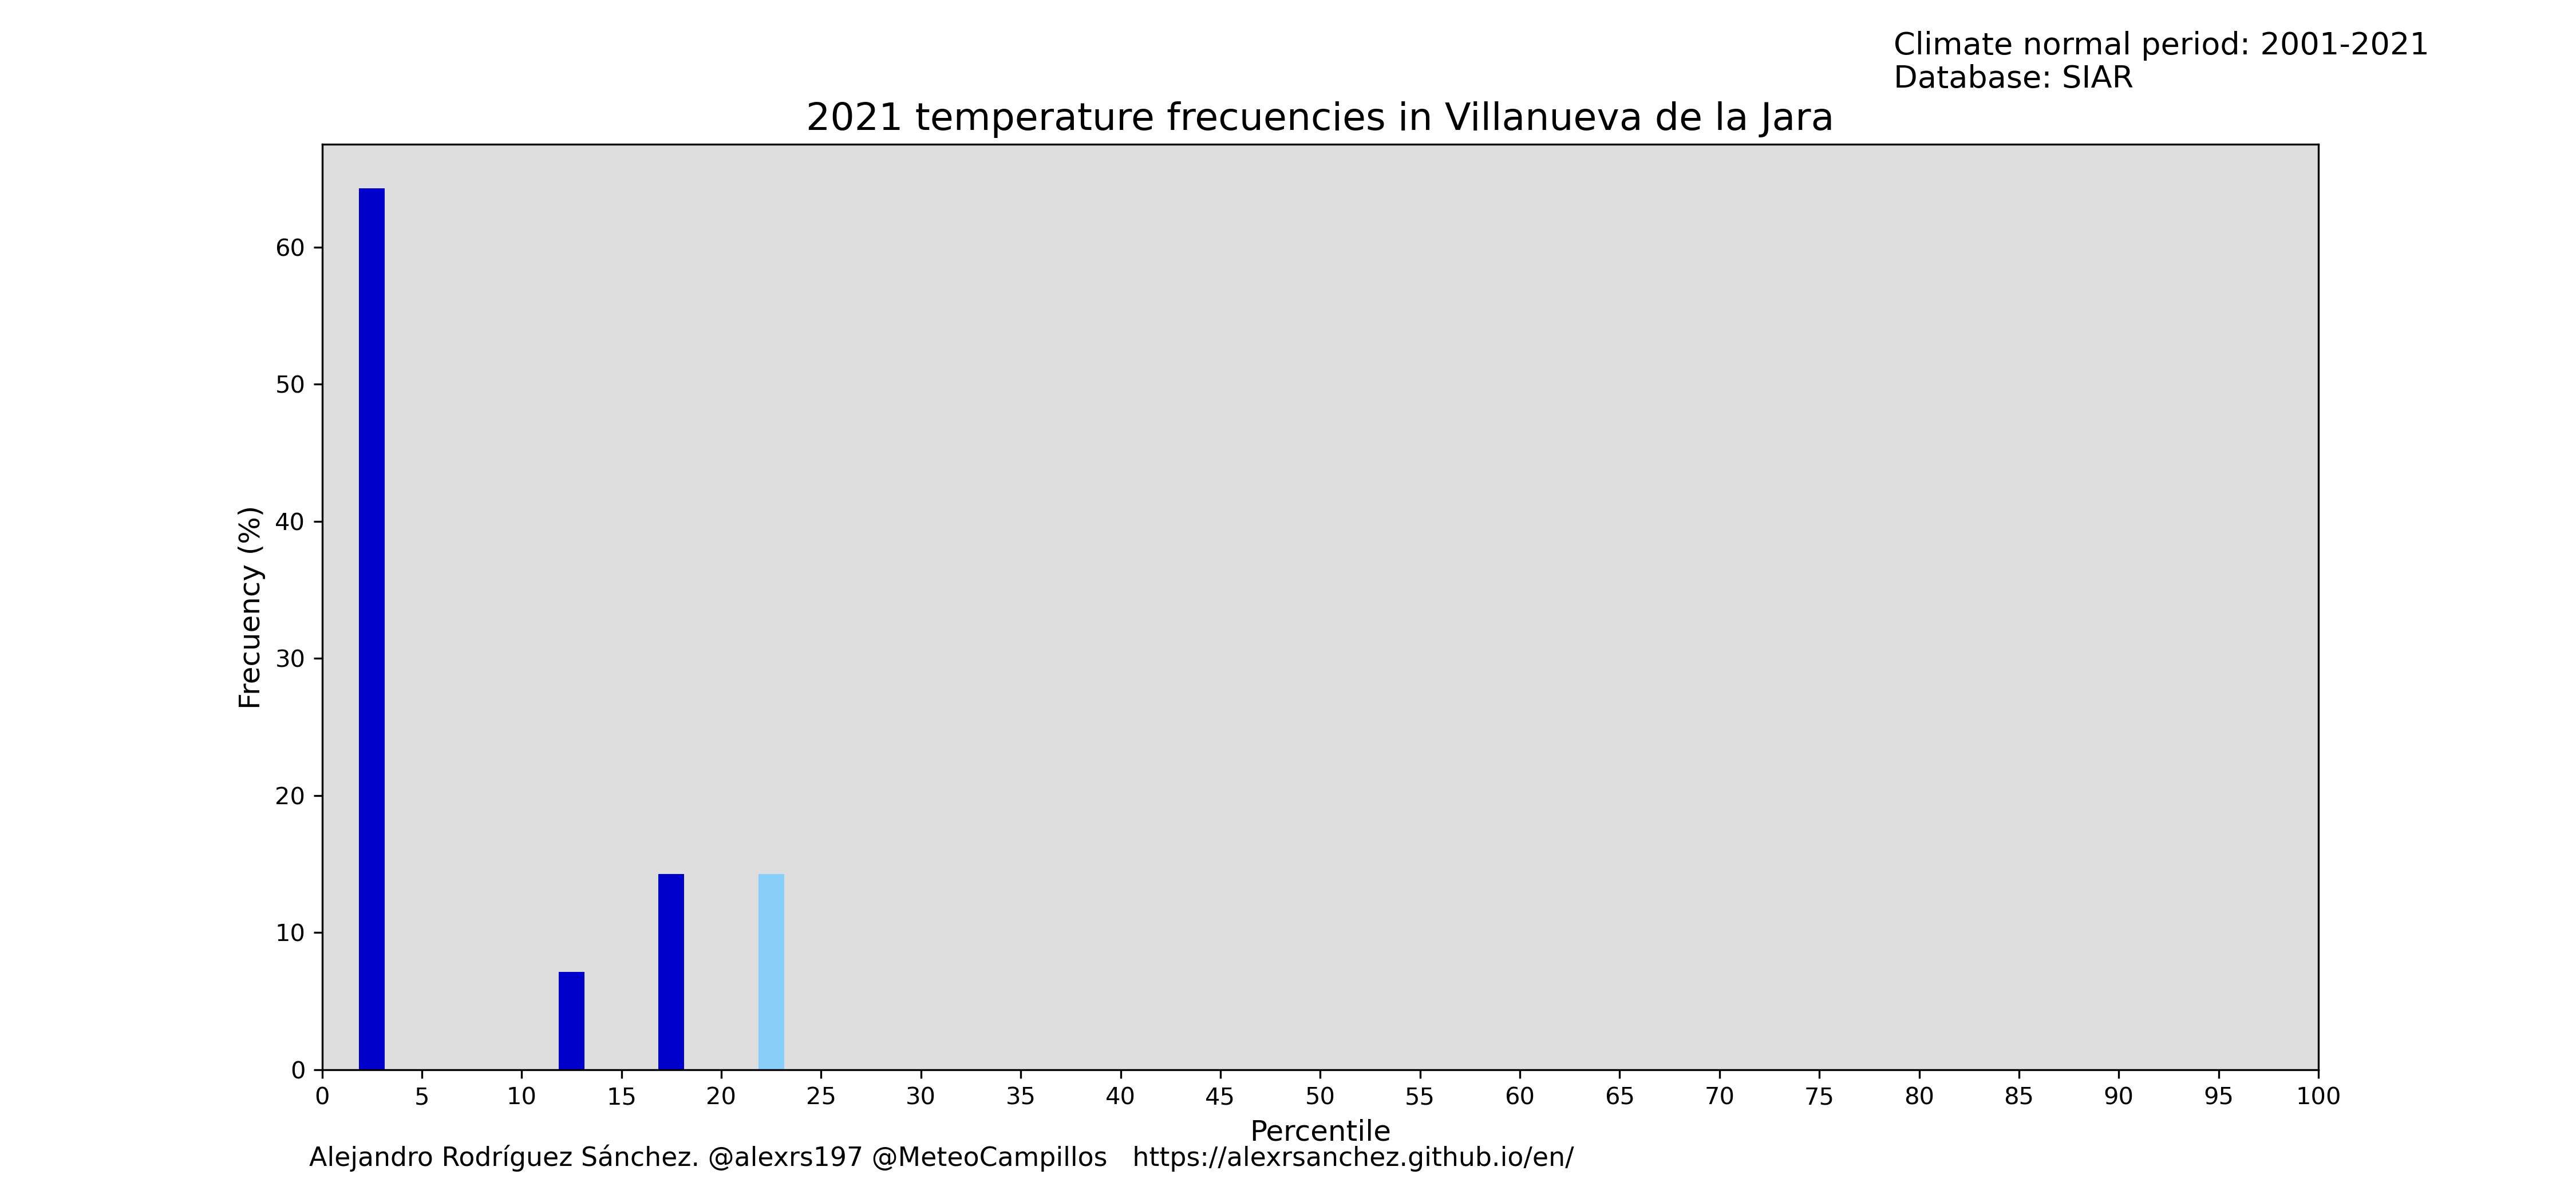 Climate normal period: 2001-2021
Database: SIAR
2021 temperature frecuencies in Villanueva de la Jara
Frecuency (%)
60
50
40
30
20
10
0
0 5 10 15 20 25 30 35 40 45 50 55 60 65 70 75 80 85 90 95 100
Percentile
Alejandro Rodríguez Sánchez. @alexrs197 @MeteoCampillos https://alexrsanchez.github.io/en/